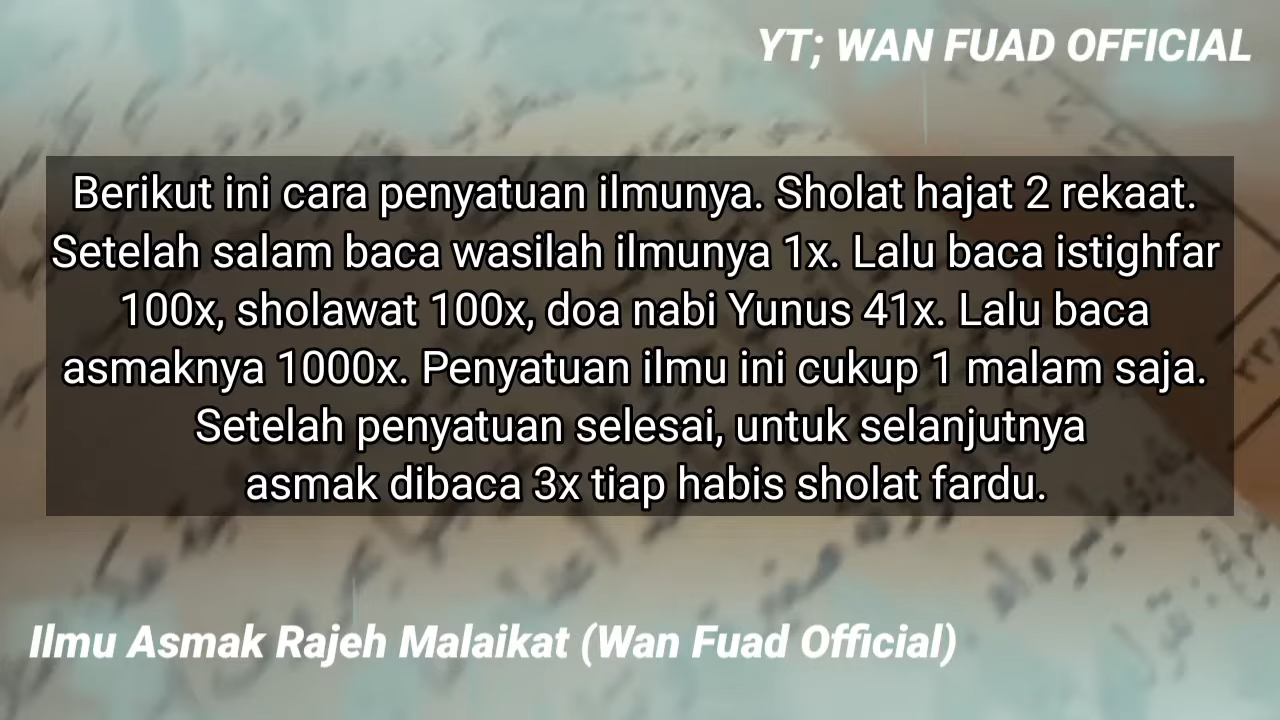 YT; WAN FUAD OFFICIAL
Berikut ini cara penyatuan ilmunya. Sholat hajat 2 rekaat.
Setelah salam baca wasilah ilmunya 1x. Lalu baca istighfar
100x, sholawat 100x, doa nabi Yunus 41x. Lalu baca
asmaknya 1000x. Penyatuan ilmu ini cukup 1 malam saja.
Setelah penyatuan selesai, untuk selanjutnya
asmak dibaca 3x tiap habis sholat fardu.
Ilmu Asmak Rajeh Malaikat (Wan Fuad Official)